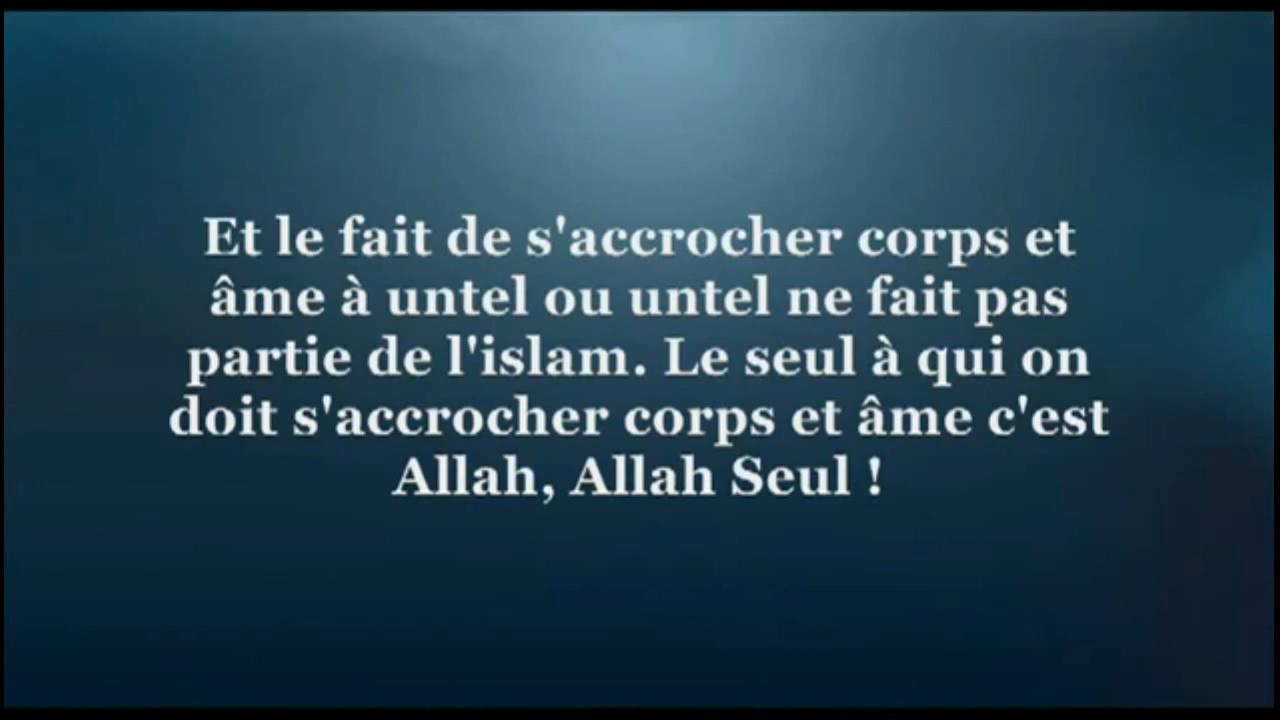 Et le fait de s'accrocher corps et
âme à untel ou untel ne fait pas
partie de l'islam. Le seul à qui on
doit s'accrocher corps et âme c'est
Allah, Allah Seul !